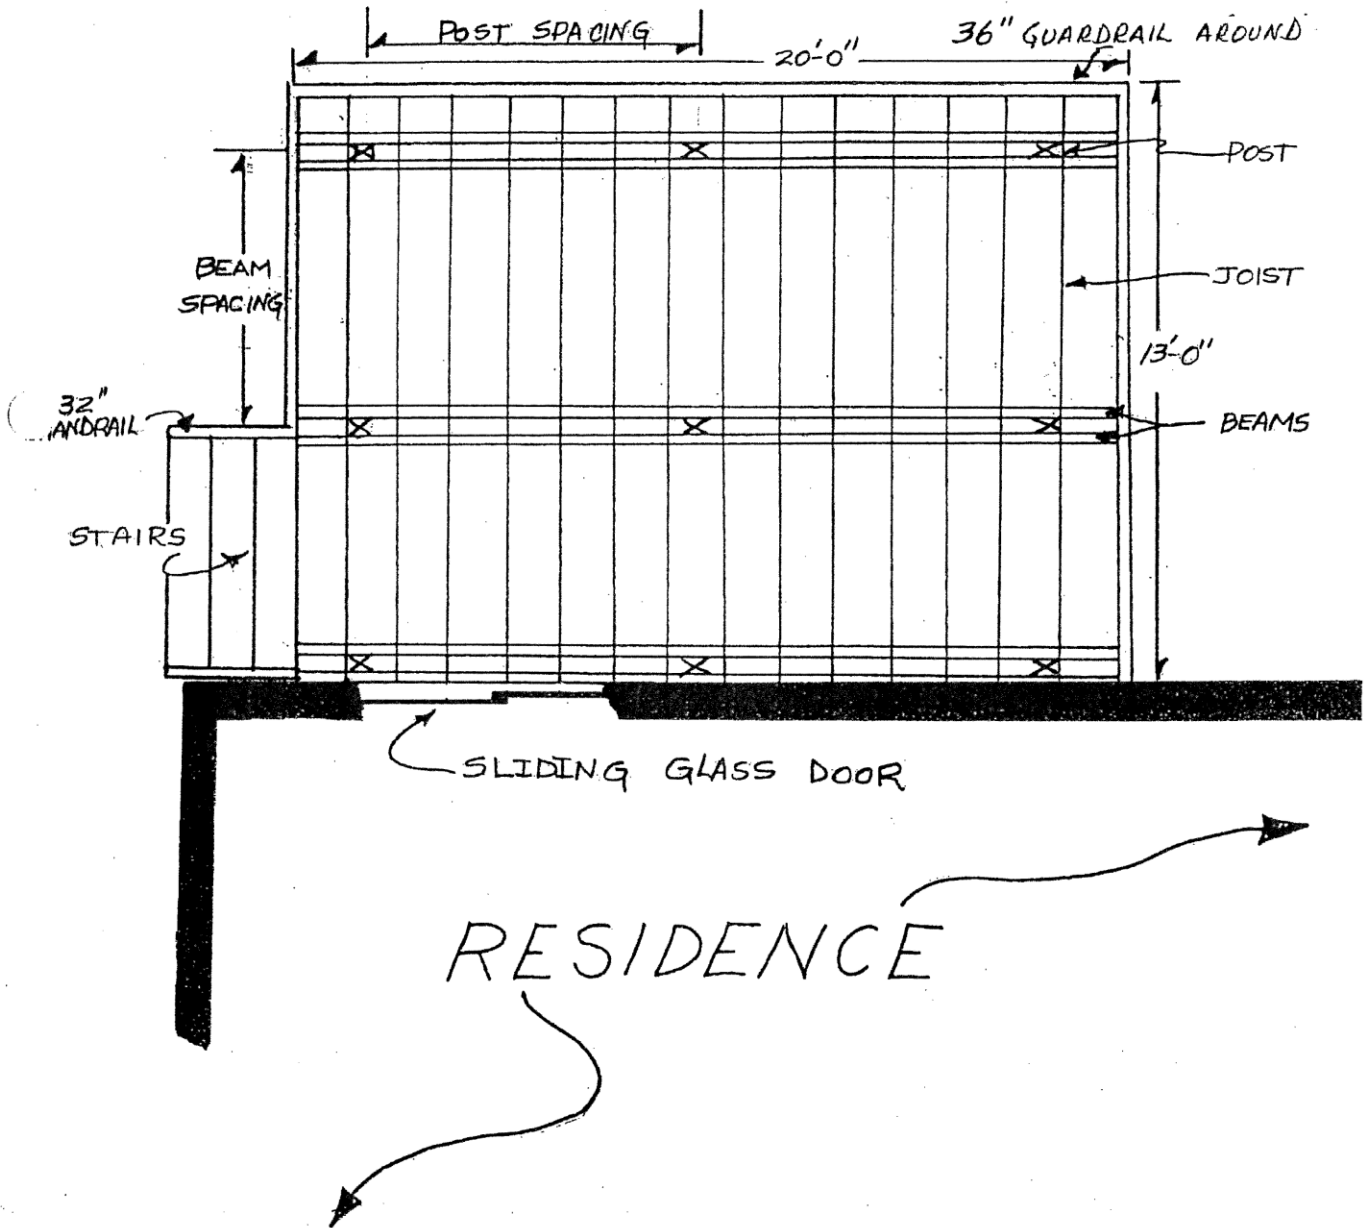 POST SPACING
36" GUARDRAIL AROUND
20'-0"
POST
BEAM
SPACING
JOIST
13'-0"
32"
ANDRAIL
BEAMS
STAIRS
SLIDING GLASS DOOR
RESIDENCE